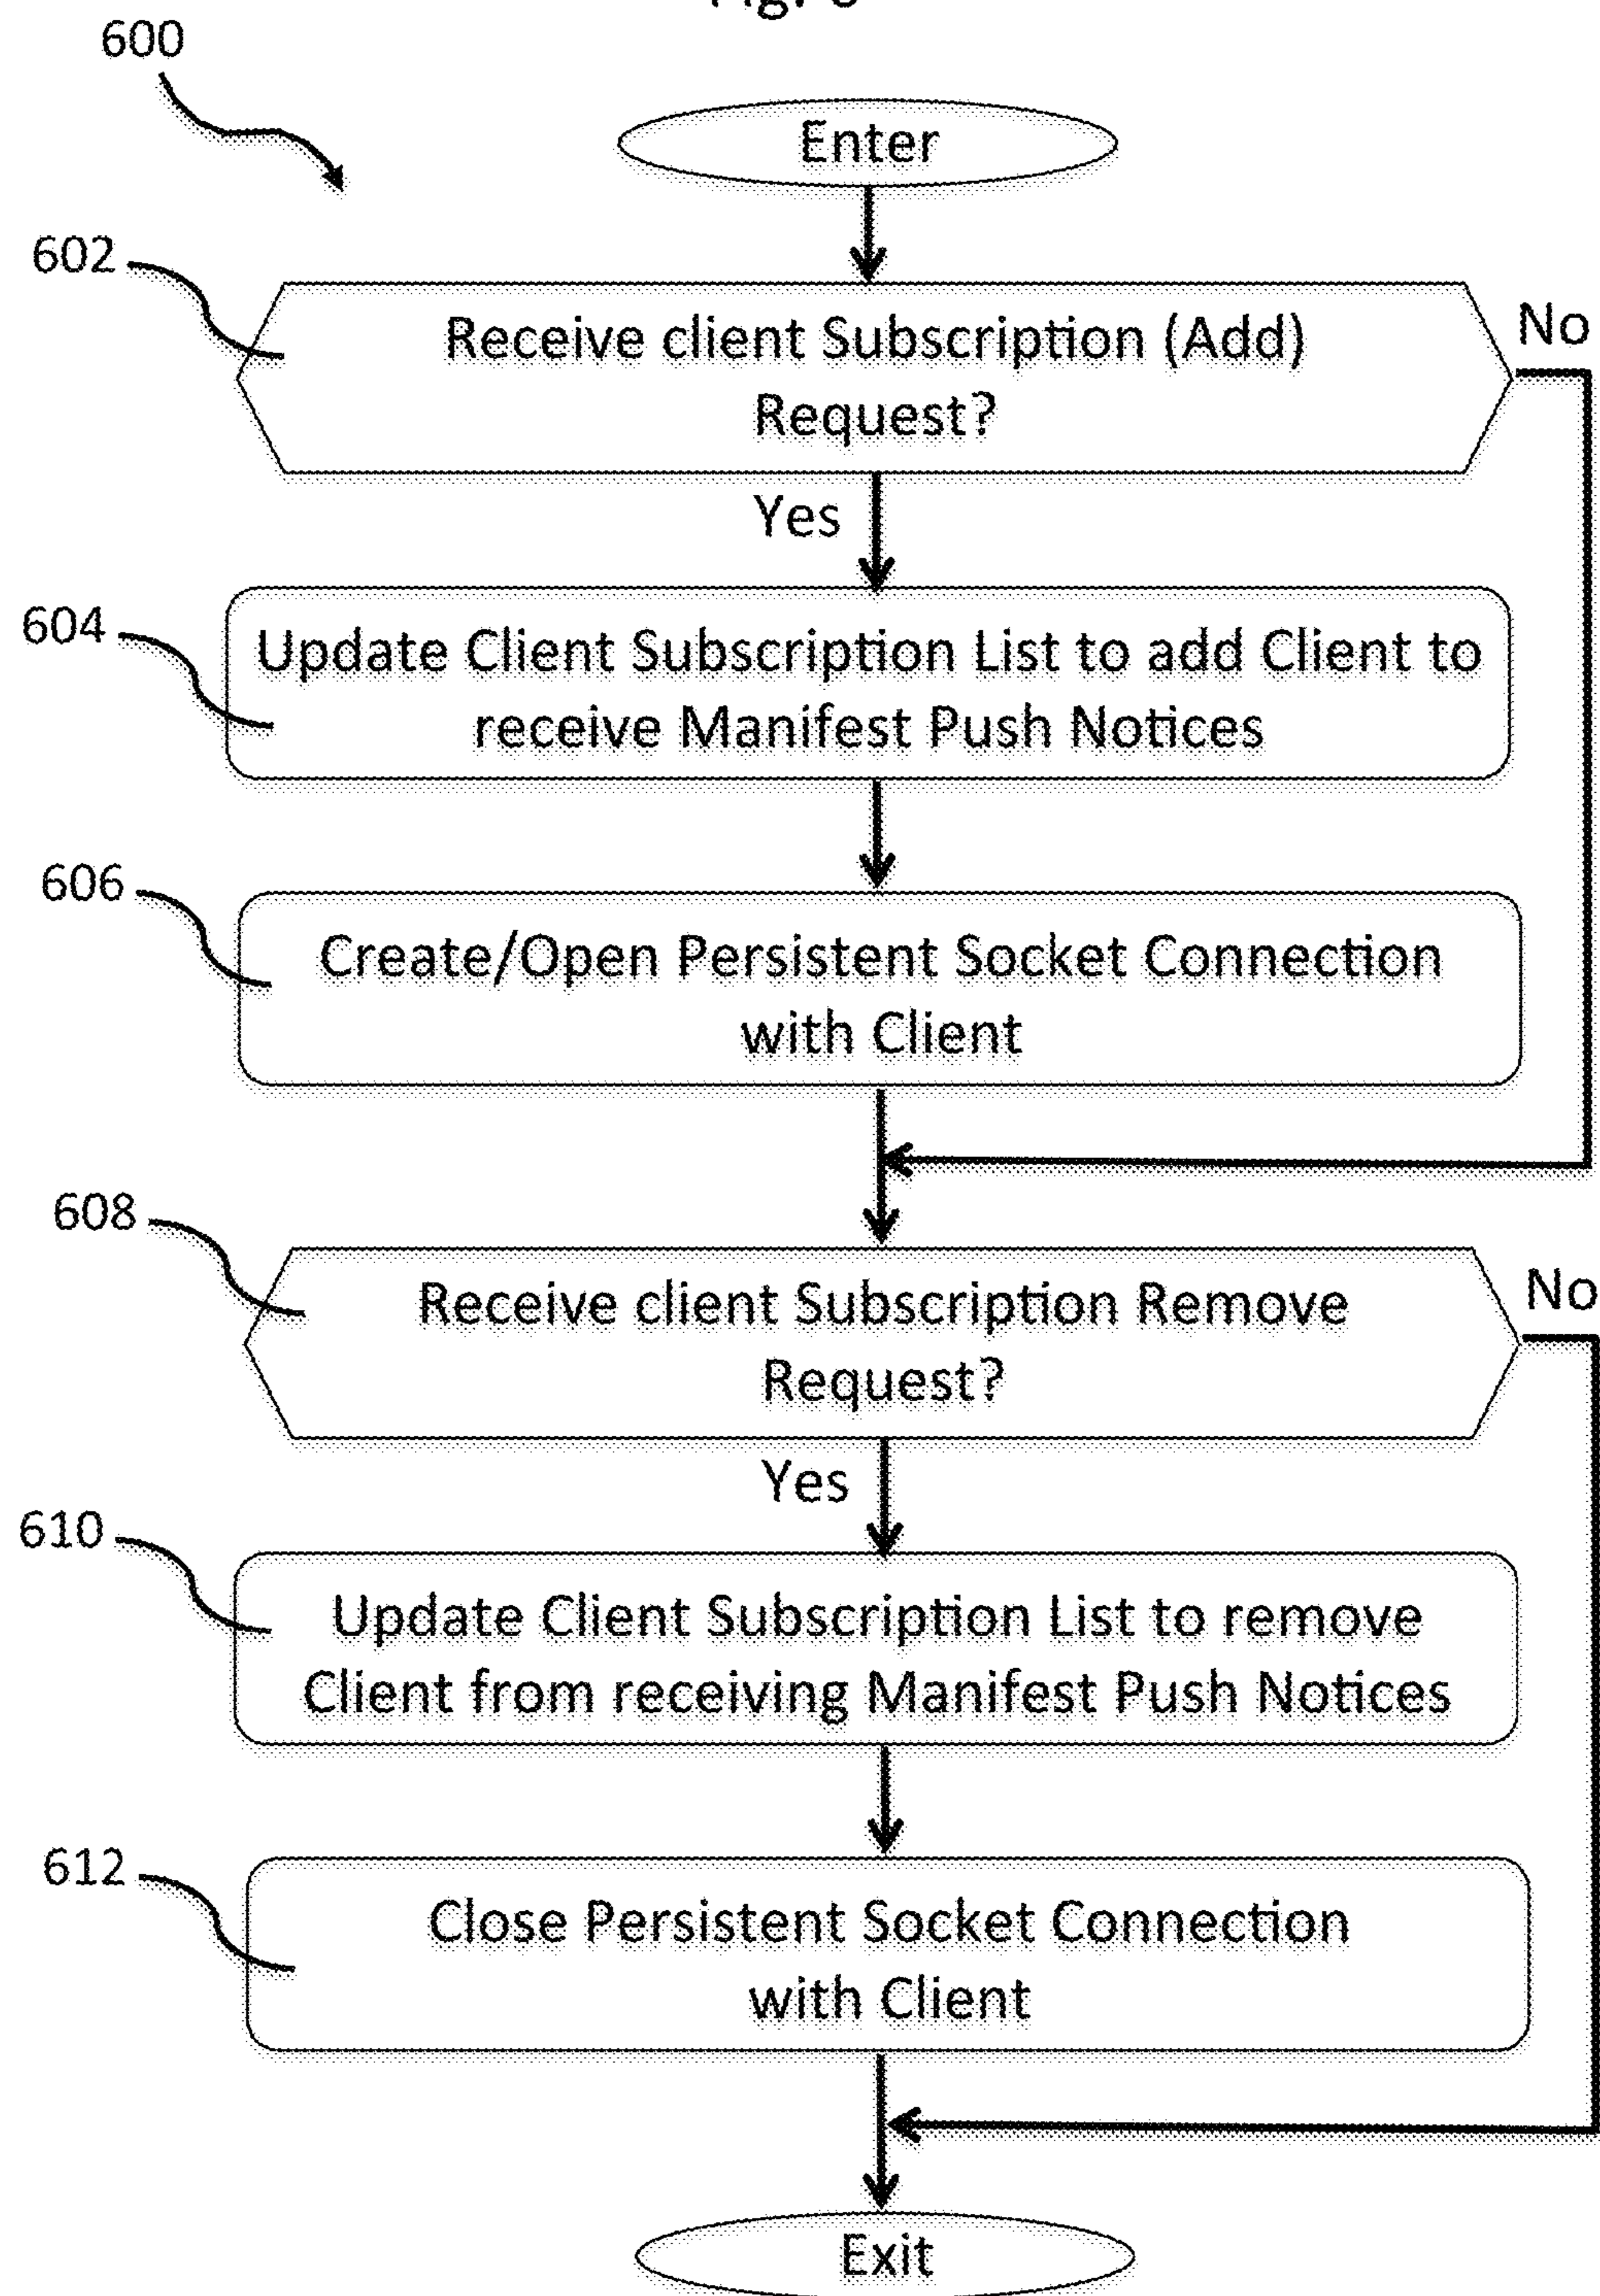 600
Enter
602
Receive client Subscription (Add)
Request?
No
Yes
604
Update Client Subscription List to add Client to
receive Manifest Push Notices
606
Create/Open Persistent Socket Connection
with Client
608
Receive client Subscription Remove
Request?
No
Yes
610
Update Client Subscription List to remove
Client from receiving Manifest Push Notices
612
Close Persistent Socket Connection
with Client
Exit